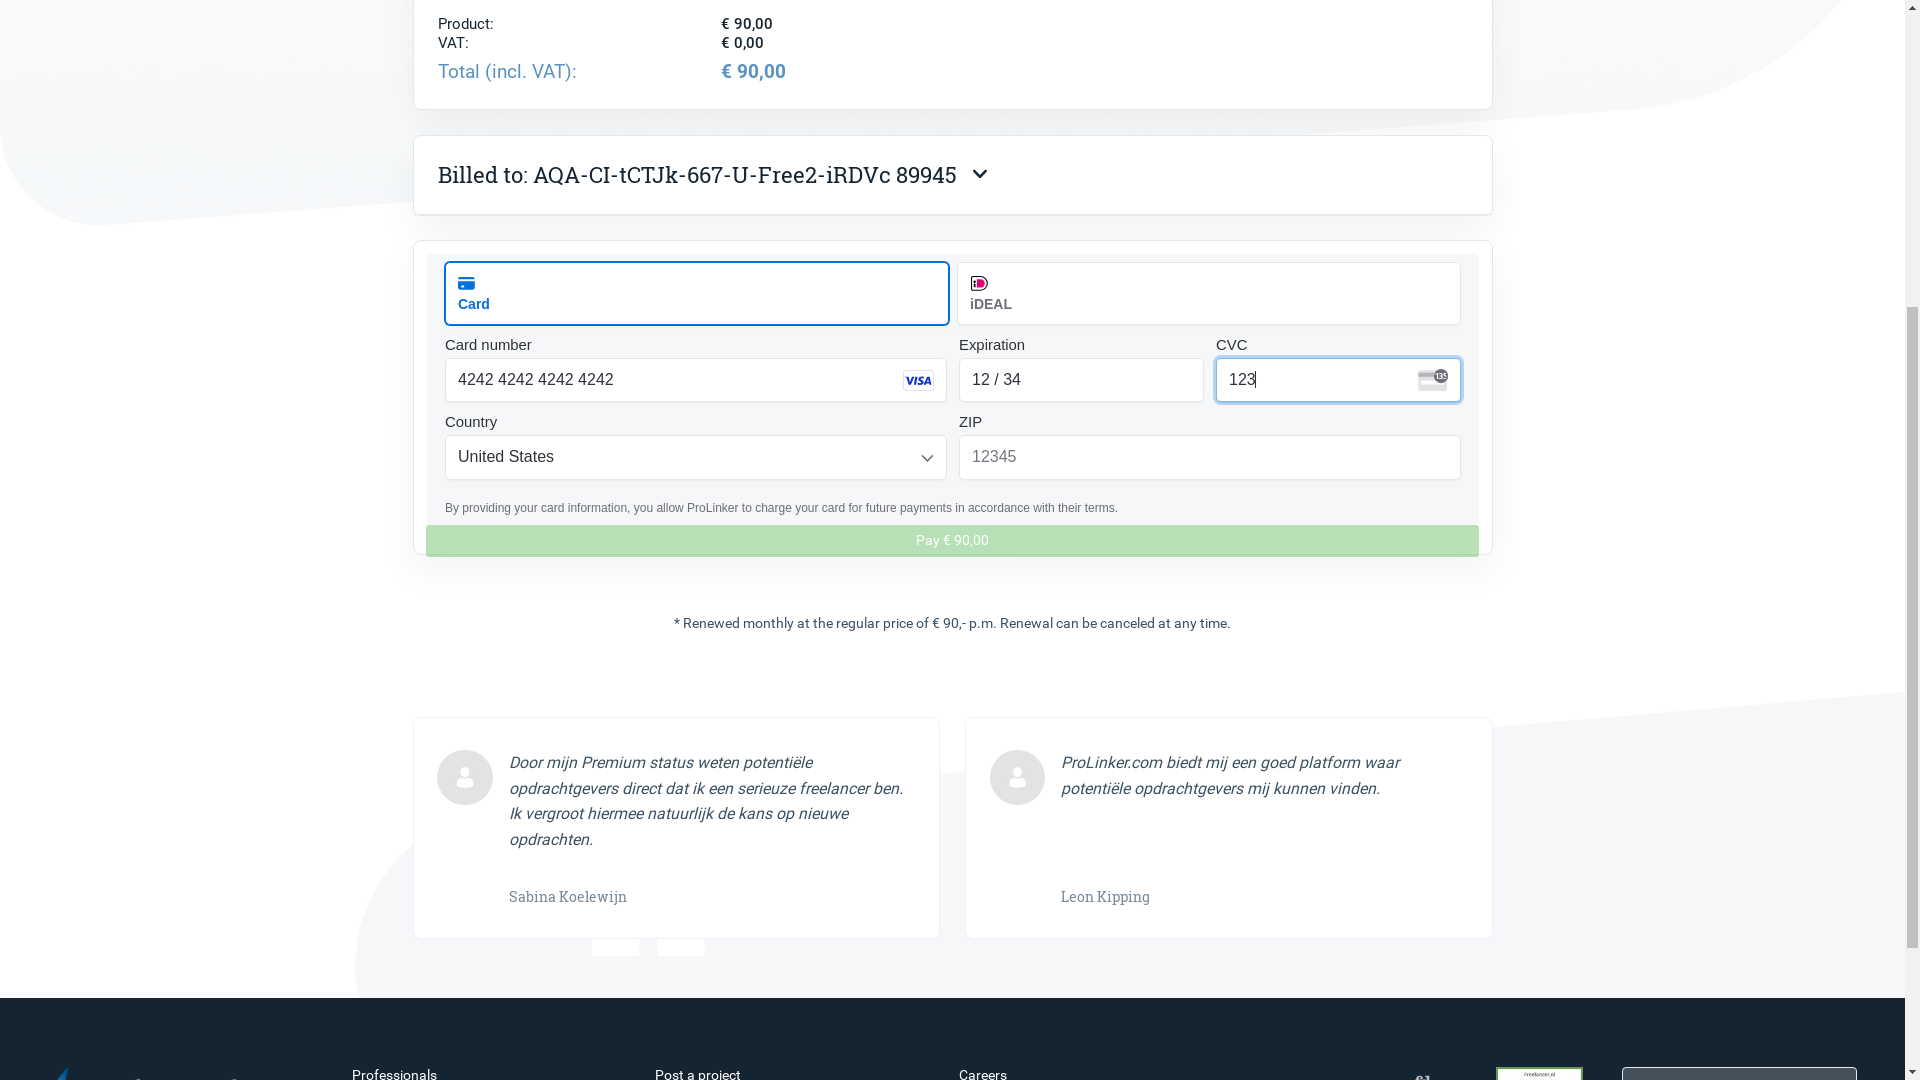 Product: € 90,00
VAT: € 0,00
Total (incl. VAT): € 90,00
Billed to: AQA-CI-tCTJk-667-U-Free2-iRDVc 89945
Card
iDEAL
Card number
Expiration
CVC
4242 4242 4242 4242
VISA
12 / 34
123
135
Country
ZIP
United States
12345
By providing your card information, you allow ProLinker to charge your card for future payments in accordance with their terms.
Pay € 90,00
* Renewed monthly at the regular price of € 90,- p.m. Renewal can be canceled at any time.
Door mijn Premium status weten potentiële
opdrachtgevers direct dat ik een serieuze freelancer ben.
Ik vergroot hiermee natuurlijk de kans op nieuwe
opdrachten.
Sabina Koelewijn
ProLinker.com biedt mij een goed platform waar
potentiële opdrachtgevers mij kunnen vinden.
Leon Kipping
Professionals
Post a project
Careers
Freelancer.nl